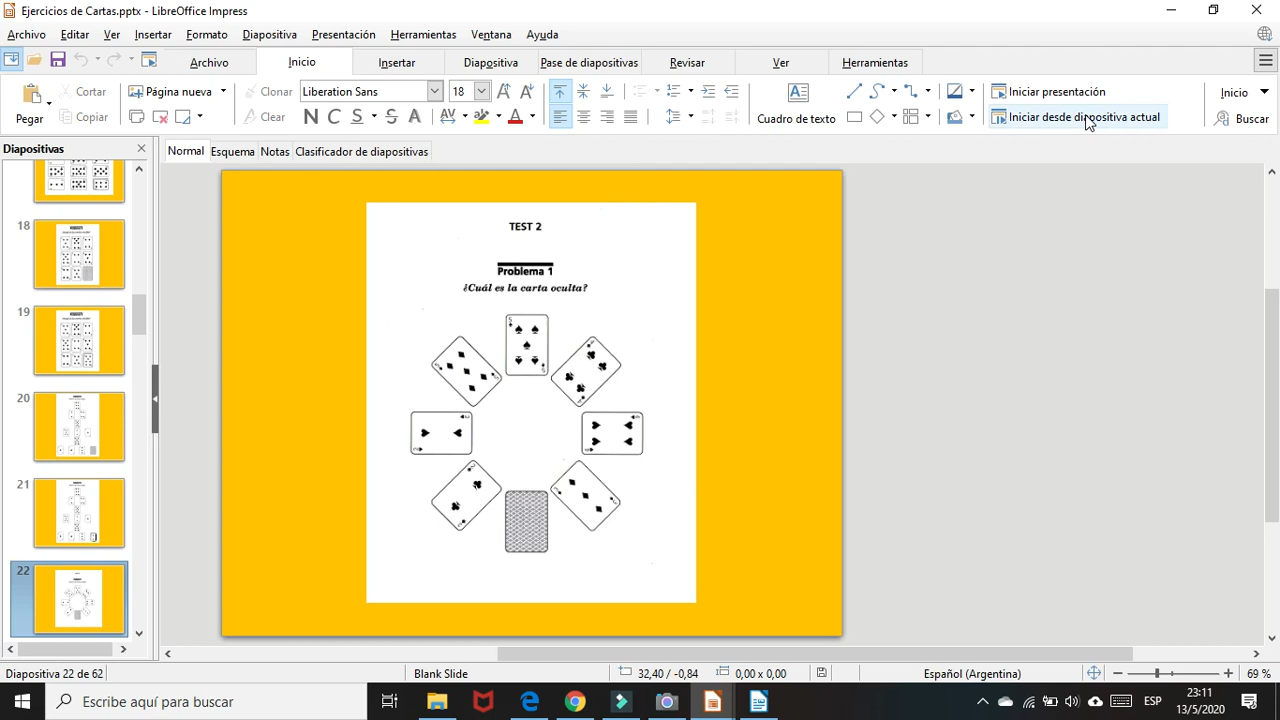 Ejercicios de Cartas.pptx - LibreOffice Impress
Archivo Editar Ver Insertar Formato Diapositiva Presentación Herramientas Ventana Ayuda
Archivo Inicio Insertar Diapositiva Pase de diapositivas Revisar Ver Herramientas
Pegar Cortar Copiar Página nueva Clonar Clear Liberation Sans 18 Cuadro de texto Iniciar presentación Iniciar desde diapositiva actual Inicio Buscar
Diapositivas
Normal Esquema Notas Clasificador de diapositivas
18
19
20
21
22
TEST 2
Problema 1
¿Cuál es la carta oculta?
Diapositiva 22 de 62 Blank Slide 32,40 / -0,84 0,00 x 0,00 Español (Argentina) 69 %
Escribe aquí para buscar ESP 23:11
13/5/2020